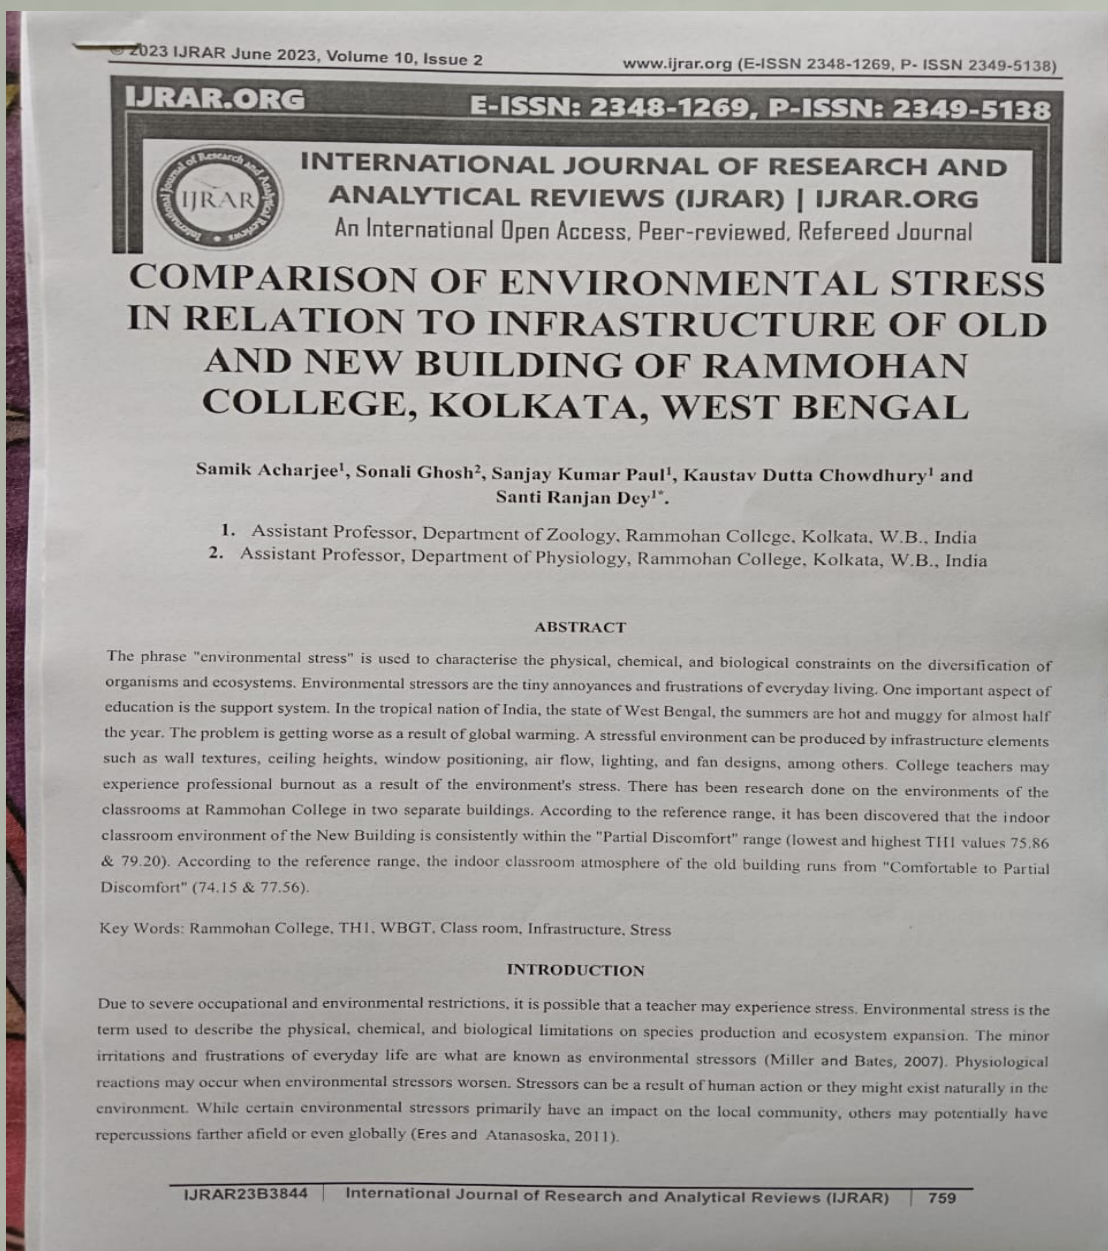 © 2023 IJRAR June 2023, Volume 10, Issue 2
www.ijrar.org (E-ISSN 2348-1269, P- ISSN 2349-5138)
IJRAR.ORG
E-ISSN: 2348-1269, P-ISSN: 2349-5138
International Journal of Research and Analytical Reviews
IJRAR
INTERNATIONAL JOURNAL OF RESEARCH AND
ANALYTICAL REVIEWS (IJRAR) | IJRAR.ORG
An International Open Access, Peer-reviewed, Refereed Journal
COMPARISON OF ENVIRONMENTAL STRESS
IN RELATION TO INFRASTRUCTURE OF OLD
AND NEW BUILDING OF RAMMOHAN
COLLEGE, KOLKATA, WEST BENGAL
Samik Acharjee¹, Sonali Ghosh², Sanjay Kumar Paul¹, Kaustav Dutta Chowdhury¹ and
Santi Ranjan Dey¹*.
1. Assistant Professor, Department of Zoology, Rammohan College, Kolkata, W.B., India
2. Assistant Professor, Department of Physiology, Rammohan College, Kolkata, W.B., India
ABSTRACT
The phrase "environmental stress" is used to characterise the physical, chemical, and biological constraints on the diversification of
organisms and ecosystems. Environmental stressors are the tiny annoyances and frustrations of everyday living. One important aspect of
education is the support system. In the tropical nation of India, the state of West Bengal, the summers are hot and muggy for almost half
the year. The problem is getting worse as a result of global warming. A stressful environment can be produced by infrastructure elements
such as wall textures, ceiling heights, window positioning, air flow, lighting, and fan designs, among others. College teachers may
experience professional burnout as a result of the environment's stress. There has been research done on the environments of the
classrooms at Rammohan College in two separate buildings. According to the reference range, it has been discovered that the indoor
classroom environment of the New Building is consistently within the "Partial Discomfort" range (lowest and highest THI values 75.86
& 79.20). According to the reference range, the indoor classroom atmosphere of the old building runs from "Comfortable to Partial
Discomfort" (74.15 & 77.56).
Key Words: Rammohan College, THI, WBGT, Class room, Infrastructure, Stress
INTRODUCTION
Due to severe occupational and environmental restrictions, it is possible that a teacher may experience stress. Environmental stress is the
term used to describe the physical, chemical, and biological limitations on species production and ecosystem expansion. The minor
irritations and frustrations of everyday life are what are known as environmental stressors (Miller and Bates, 2007). Physiological
reactions may occur when environmental stressors worsen. Stressors can be a result of human action or they might exist naturally in the
environment. While certain environmental stressors primarily have an impact on the local community, others may potentially have
repercussions farther afield or even globally (Eres and Atanasoska, 2011).
IJRAR23B3844 | International Journal of Research and Analytical Reviews (IJRAR) | 759